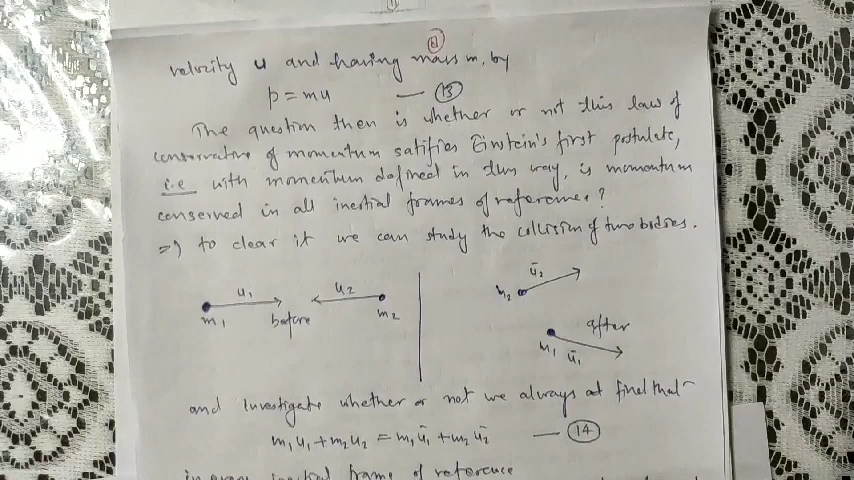 velocity u and having mass m, by
p = mu — (13)
The question then is whether or not this law of
conservation of momentum satisfies Einstein's first postulate,
i.e with momentum defined in this way, is momentum
conserved in all inertial frames of reference?
=) to clear it we can study the collision of two bodies.
u₁ u₂ ū₂
m₁ before m₂ m₂
after
m₁ ū₁
and investigate whether or not we always at find that
m₁u₁ + m₂u₂ = m₁ū₁ + m₂ū₂ — (14)
in every inertial frame of reference